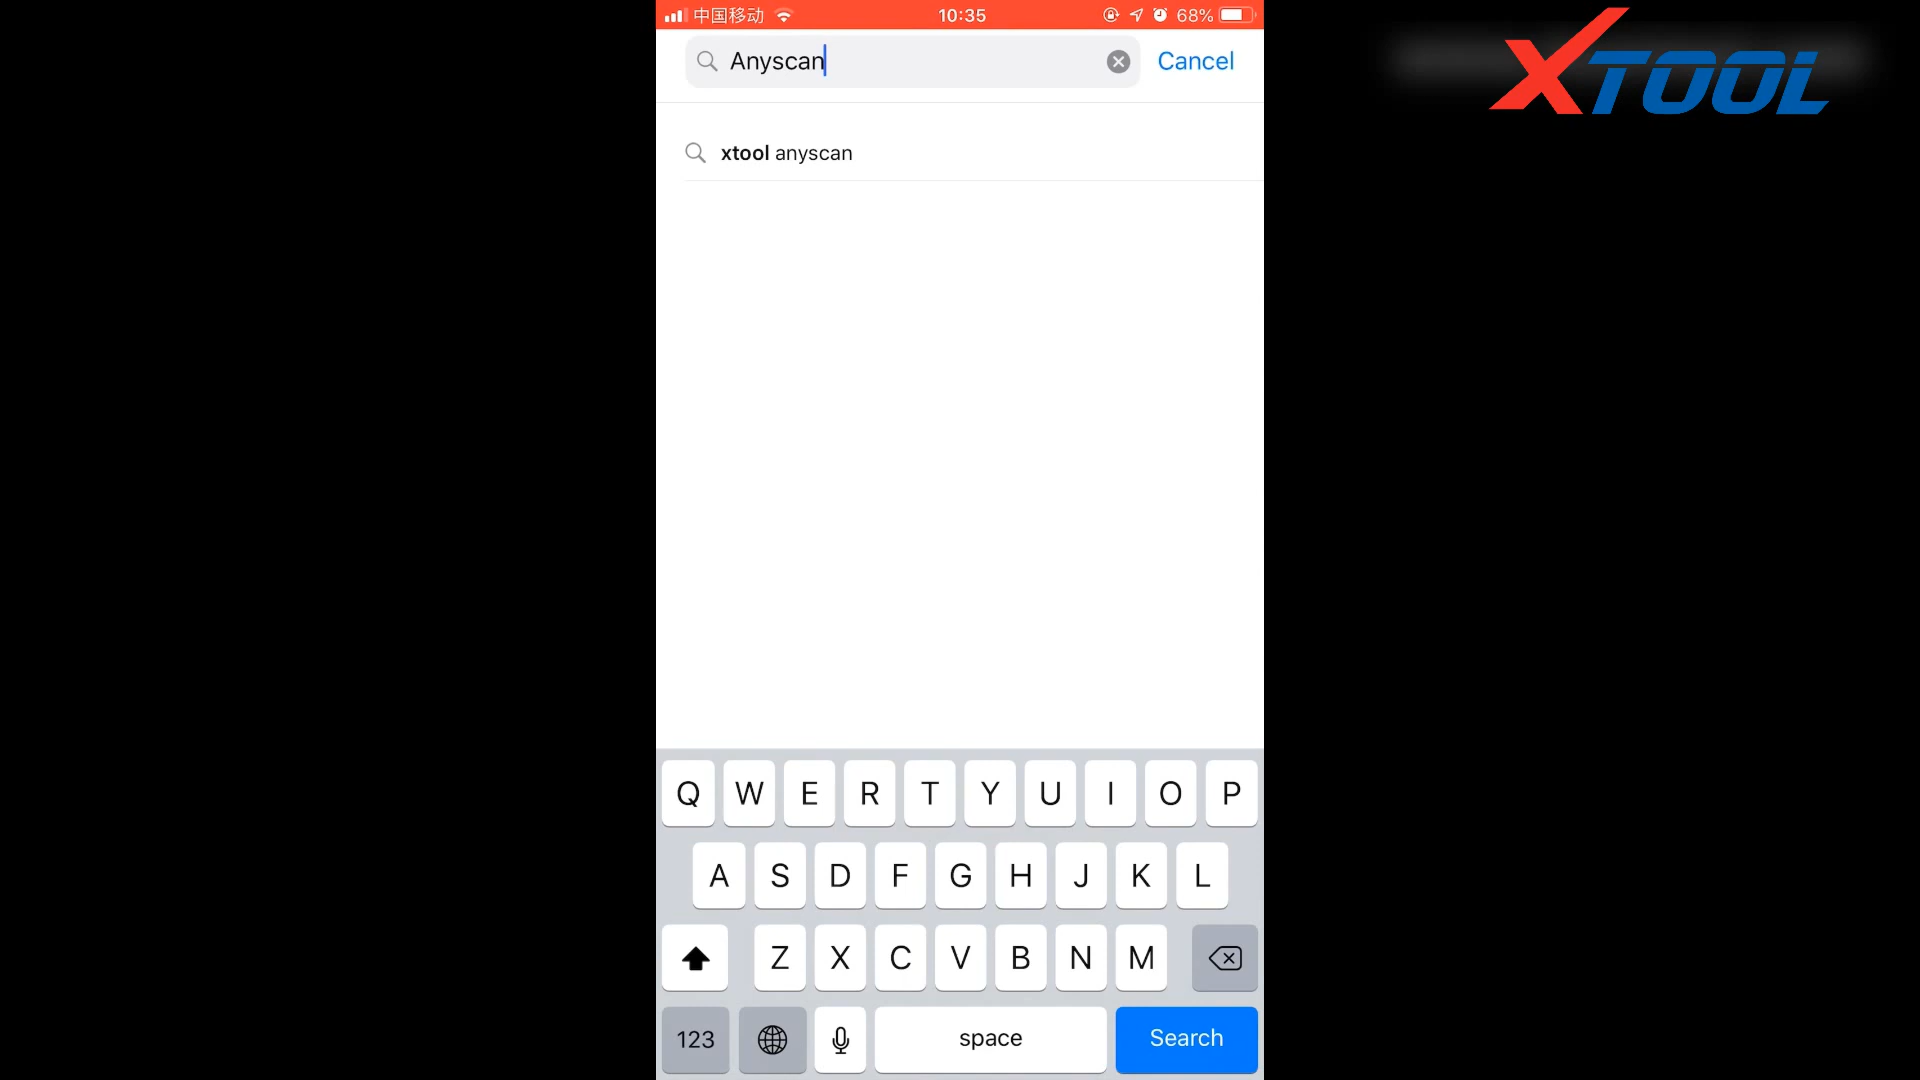 中国移动 10:35 68%
XTOOL
Anyscan Cancel
xtool anyscan
Q W E R T Y U I O P
A S D F G H J K L
Z X C V B N M
123 space Search